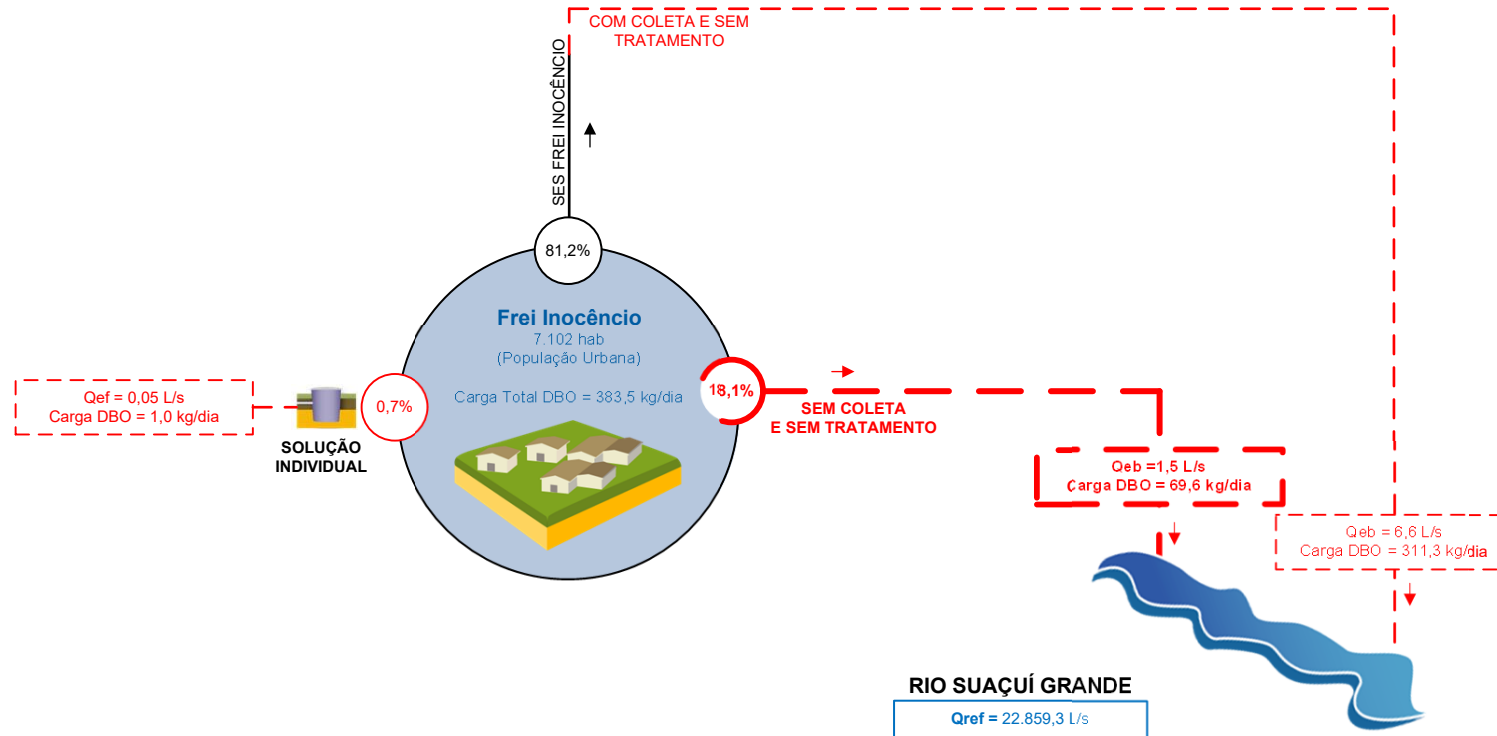 COM COLETA E SEM
TRATAMENTO
SES FREI INOCÊNCIO
81,2%
Frei Inocêncio
7.102 hab
(População Urbana)
Carga Total DBO = 383,5 kg/dia
Qef = 0,05 L/s
Carga DBO = 1,0 kg/dia
0,7%
SOLUÇÃO
INDIVIDUAL
18,1%
SEM COLETA
E SEM TRATAMENTO
Qeb =1,5 L/s
Carga DBO = 69,6 kg/dia
Qeb = 6,6 L/s
Carga DBO = 311,3 kg/dia
RIO SUAÇUÍ GRANDE
Qref = 22.859,3 L/s